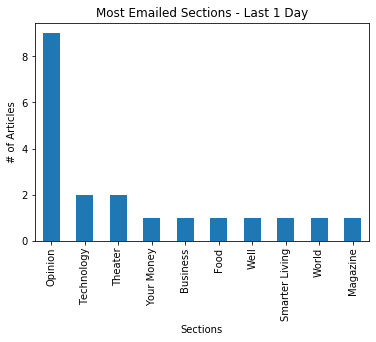 Most Emailed Sections - Last 1 Day
# of Articles
8
6
4
2
0
Opinion
Technology
Theater
Your Money
Business
Food
Well
Smarter Living
World
Magazine
Sections